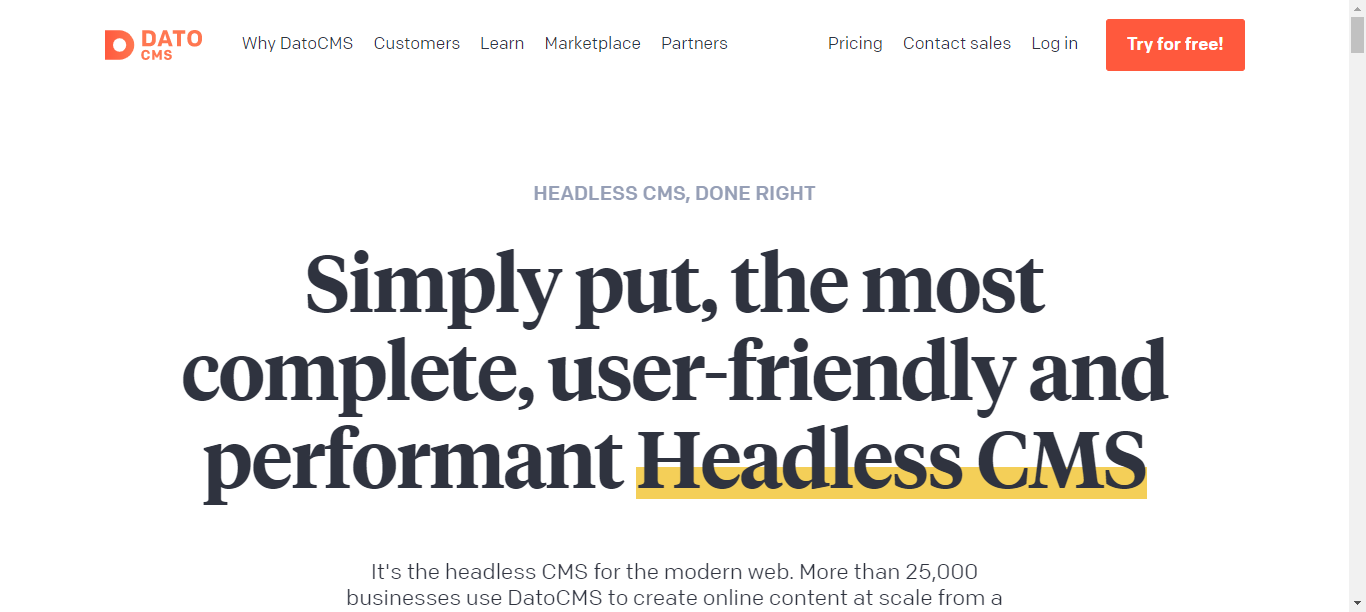 DATO
CMS
Why DatoCMS Customers Learn Marketplace Partners Pricing Contact sales Log in Try for free!
HEADLESS CMS, DONE RIGHT
Simply put, the most
complete, user-friendly and
performant Headless CMS
It's the headless CMS for the modern web. More than 25,000
businesses use DatoCMS to create online content at scale from a